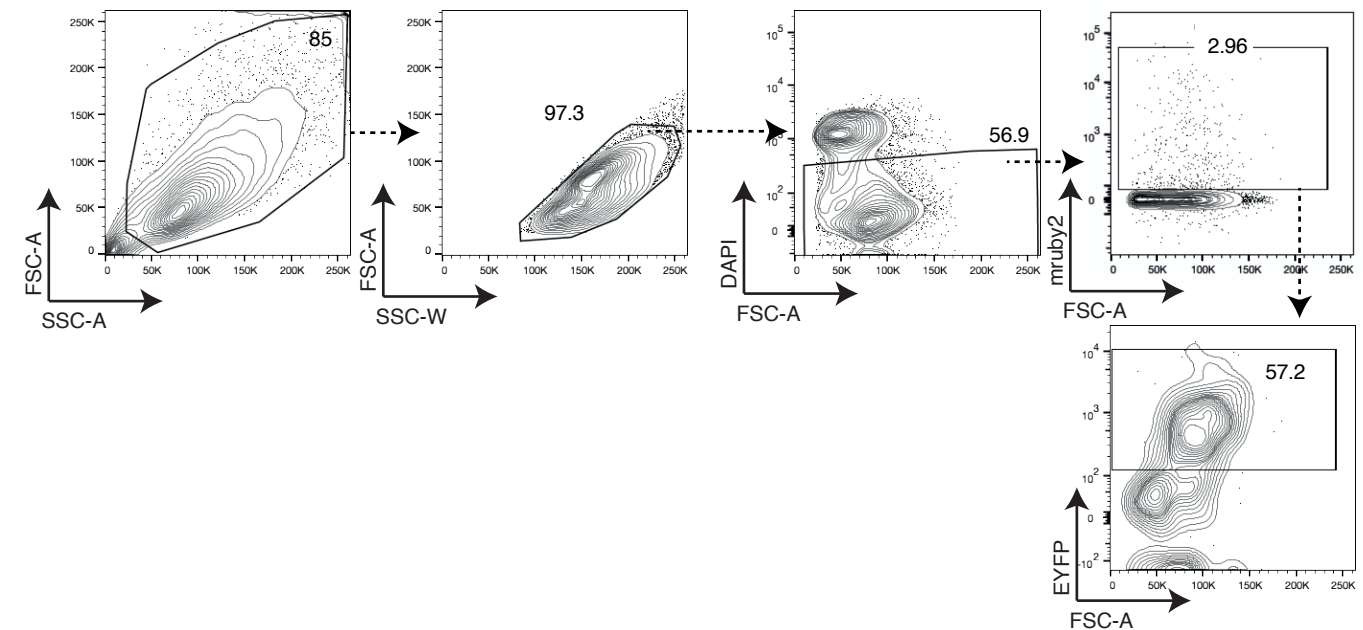 250K
200K
150K
100K
50K
0
85
0 50K 100K 150K 200K 250K
FSC-A
SSC-A
250K
200K
150K
100K
50K
0
97.3
0 50K 100K 150K 200K 250K
FSC-A
SSC-W
10^5
10^4
10^3
10^2
0
56.9
0 50K 100K 150K 200K 250K
DAPI
FSC-A
10^5
10^4
10^3
0
2.96
0 50K 100K 150K 200K 250K
mruby2
FSC-A
10^4
10^3
10^2
0
-10^2
57.2
0 50K 100K 150K 200K 250K
EYFP
FSC-A